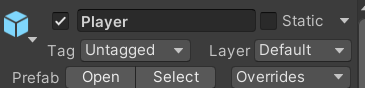 Player Static
Tag Untagged Layer Default
Prefab Open Select Overrides